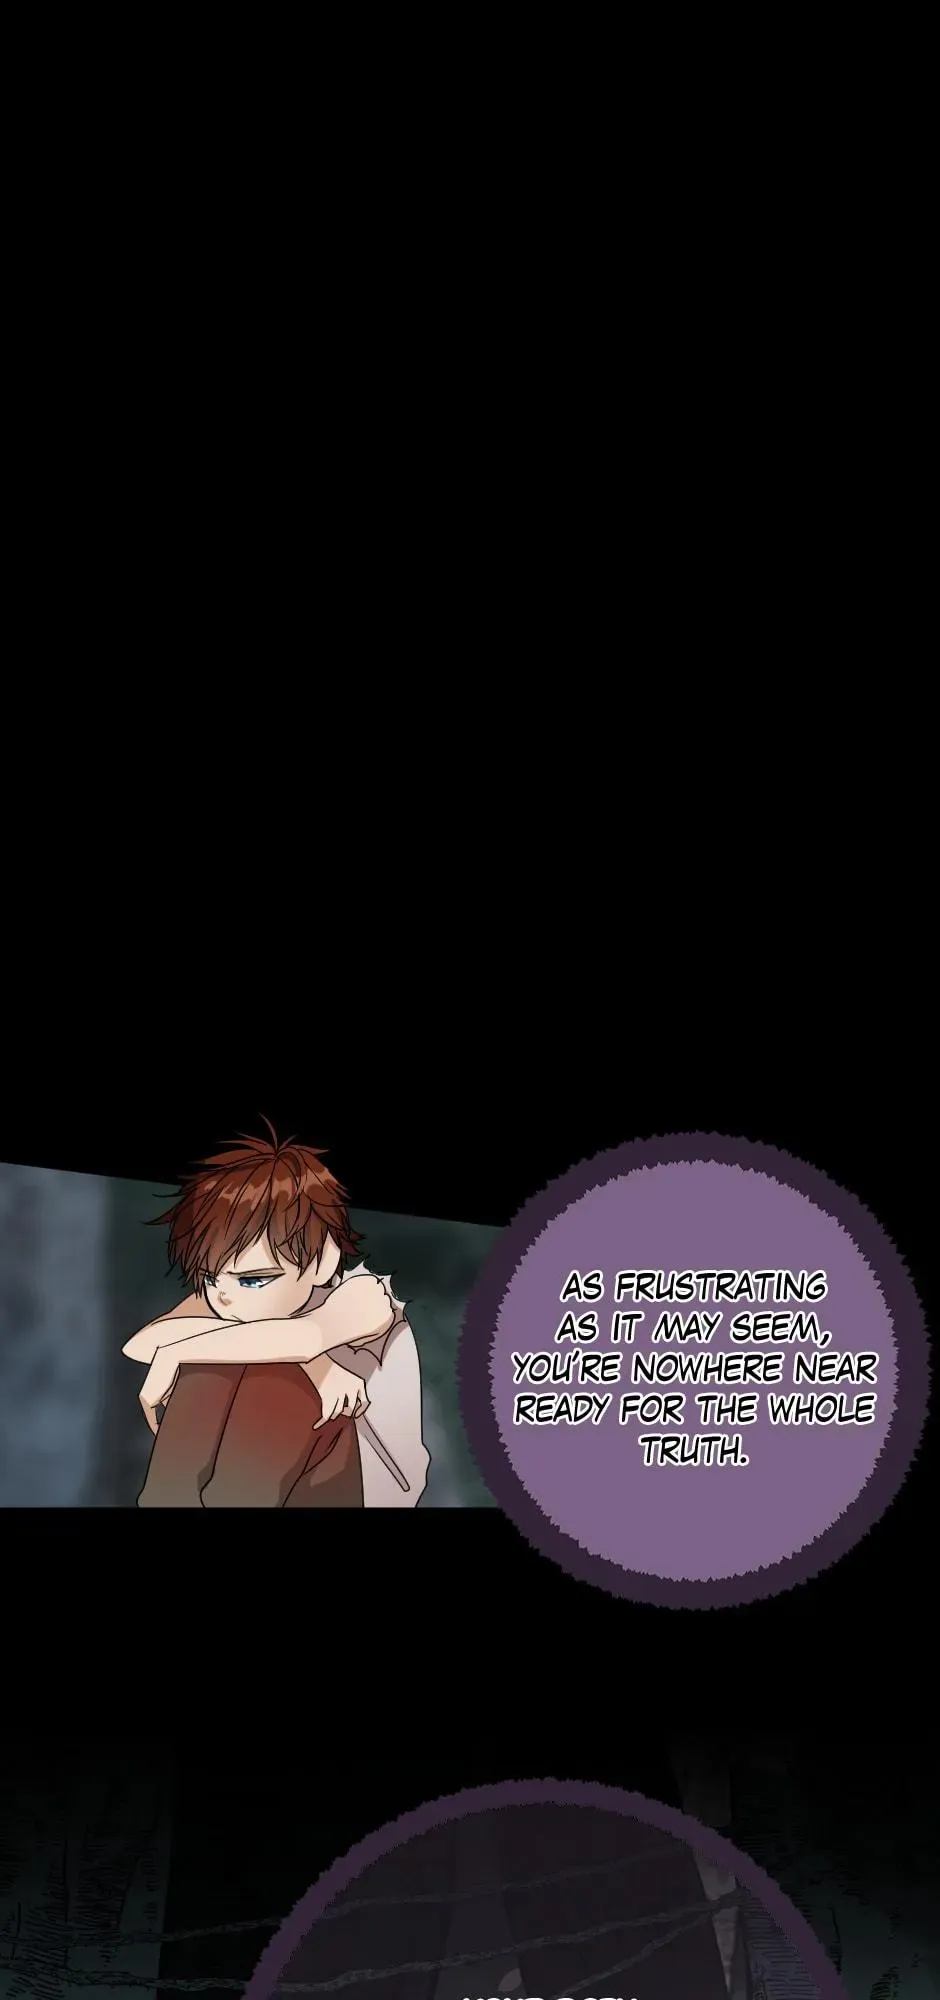 AS FRUSTRATING
AS IT MAY SEEM,
YOU'RE NOWHERE NEAR
READY FOR THE WHOLE
TRUTH.